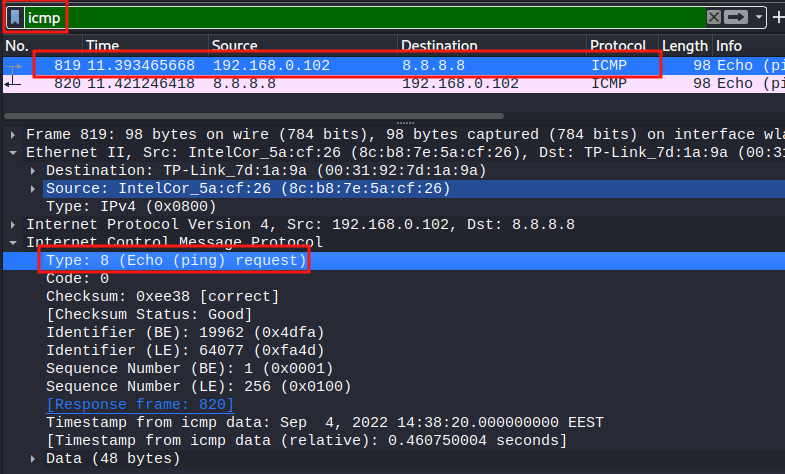 icmp
No. Time Source Destination Protocol Length Info
819 11.393465668 192.168.0.102 8.8.8.8 ICMP 98 Echo (pi
820 11.421246418 8.8.8.8 192.168.0.102 ICMP 98 Echo (pi
Frame 819: 98 bytes on wire (784 bits), 98 bytes captured (784 bits) on interface wla
Ethernet II, Src: IntelCor_5a:cf:26 (8c:b8:7e:5a:cf:26), Dst: TP-Link_7d:1a:9a (00:31
Destination: TP-Link_7d:1a:9a (00:31:92:7d:1a:9a)
Source: IntelCor_5a:cf:26 (8c:b8:7e:5a:cf:26)
Type: IPv4 (0x0800)
Internet Protocol Version 4, Src: 192.168.0.102, Dst: 8.8.8.8
Internet Control Message Protocol
Type: 8 (Echo (ping) request)
Code: 0
Checksum: 0xee38 [correct]
[Checksum Status: Good]
Identifier (BE): 19962 (0x4dfa)
Identifier (LE): 64077 (0xfa4d)
Sequence Number (BE): 1 (0x0001)
Sequence Number (LE): 256 (0x0100)
[Response frame: 820]
Timestamp from icmp data: Sep  4, 2022 14:38:20.000000000 EEST
[Timestamp from icmp data (relative): 0.460750004 seconds]
Data (48 bytes)